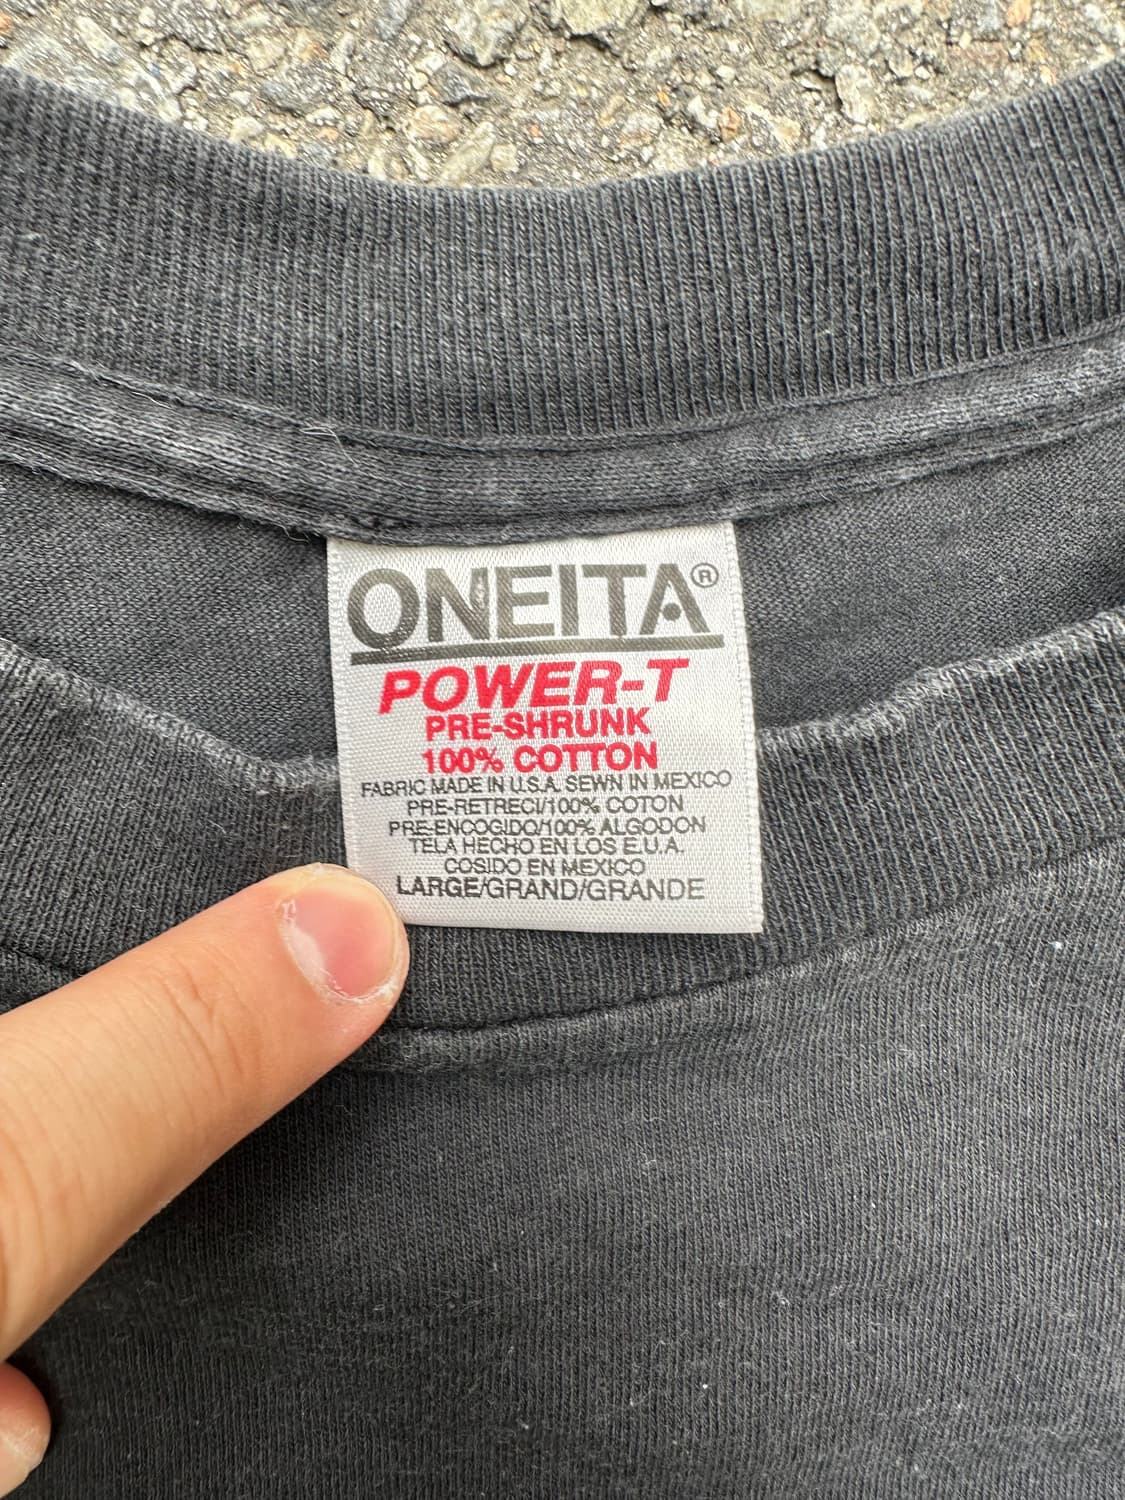 ONEITA®
POWER-T
PRE-SHRUNK
100% COTTON
FABRIC MADE IN U.S.A. SEWN IN MEXICO
PRE-RETRECI/100% COTON
PRE-ENCOGIDO/100% ALGODON
TELA HECHO EN LOS E.U.A.
COSIDO EN MEXICO
LARGE/GRAND/GRANDE